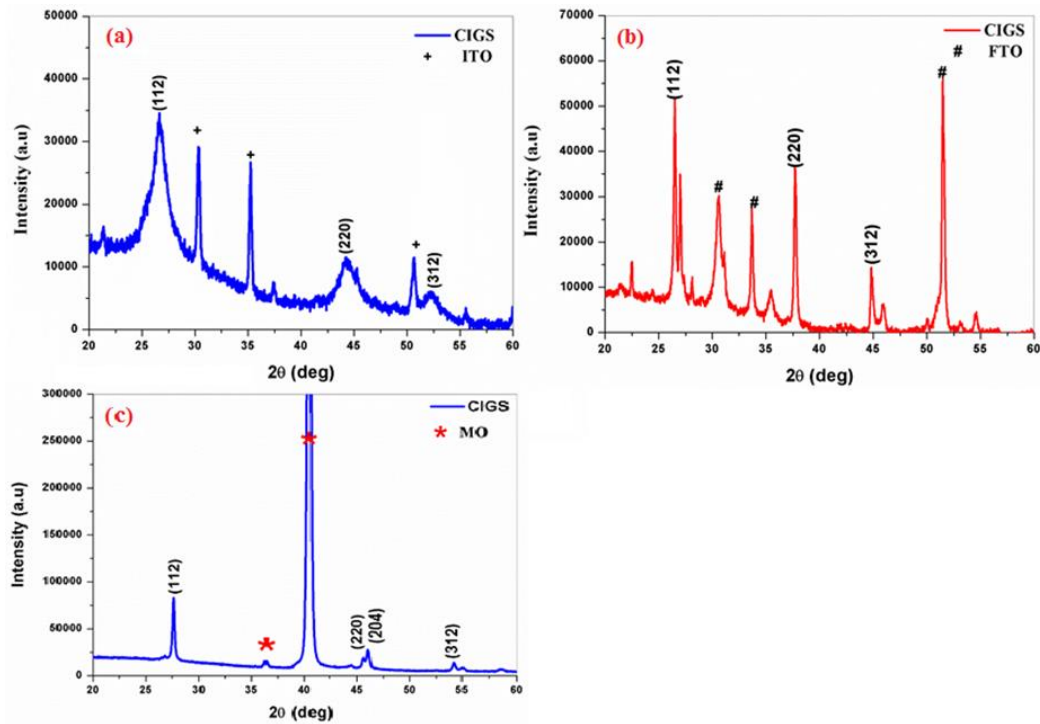 (a)
CIGS
+ ITO
(112)
+
+
(220)
+
(312)
Intensity (a.u)
50000
40000
30000
20000
10000
0
20 25 30 35 40 45 50 55 60
2θ (deg)
(b)
CIGS
# FTO
(112)
#
#
(220)
(312)
#
Intensity (a.u)
70000
60000
50000
40000
30000
20000
10000
0
20 25 30 35 40 45 50 55 60
2θ (deg)
(c)
CIGS
* MO
(112)
*
*
(220)
(204)
(312)
Intensity (a.u)
300000
250000
200000
150000
100000
50000
0
20 25 30 35 40 45 50 55 60
2θ (deg)